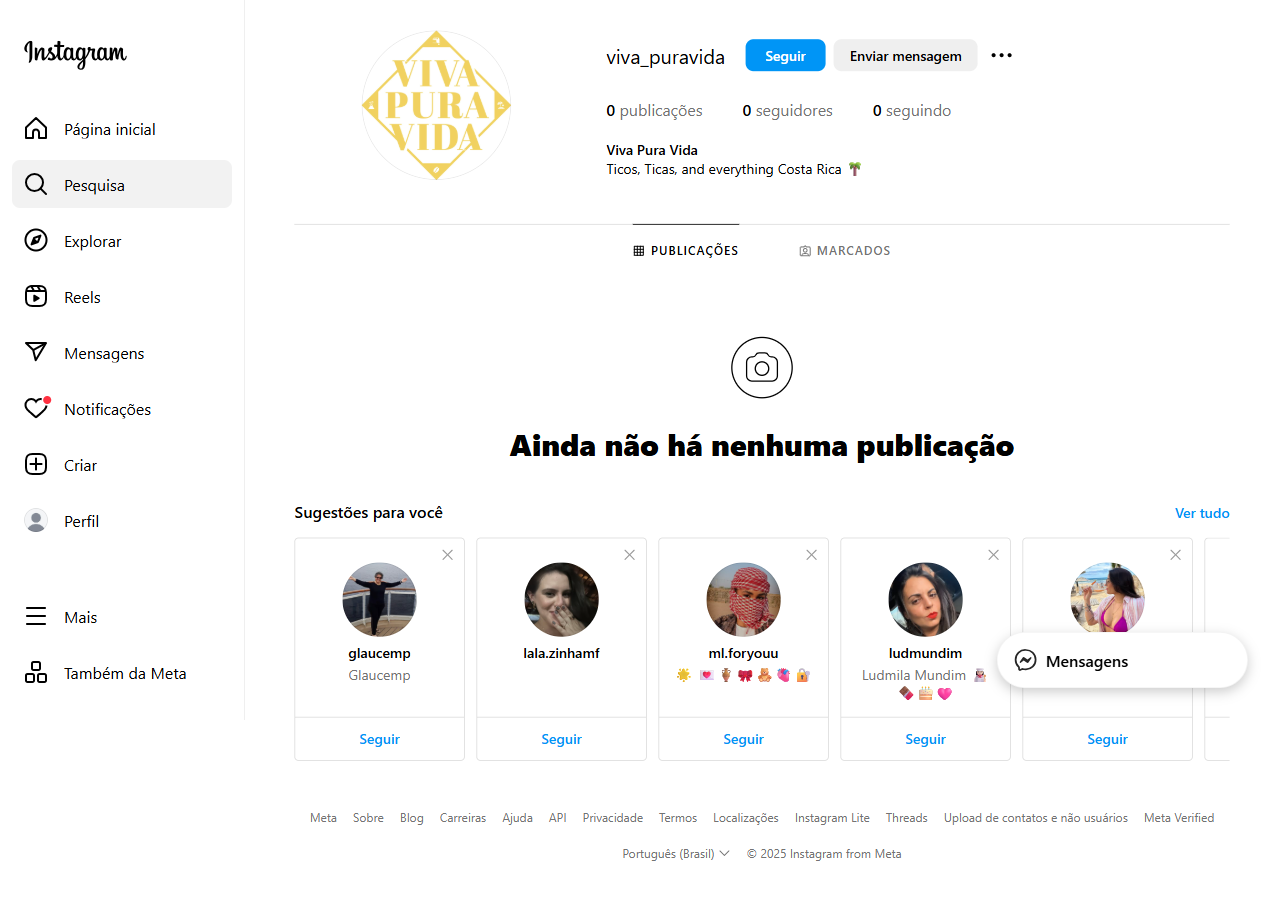 Instagram
Página inicial
Pesquisa
Explorar
Reels
Mensagens
Notificações
Criar
Perfil
Mais
Também da Meta
VIVA
PURA
VIDA
viva_puravida Seguir Enviar mensagem
0 publicações 0 seguidores 0 seguindo
Viva Pura Vida
Ticos, Ticas, and everything Costa Rica 🌴
PUBLICAÇÕES MARCADOS
Ainda não há nenhuma publicação
Sugestões para você Ver tudo
glaucemp
Glaucemp
Seguir
lala.zinhamf
Seguir
ml.foryouu
Seguir
ludmundim
Ludmila Mundim
Seguir
Seguir
Mensagens
Meta Sobre Blog Carreiras Ajuda API Privacidade Termos Localizações Instagram Lite Threads Upload de contatos e não usuários Meta Verified
Português (Brasil) © 2025 Instagram from Meta